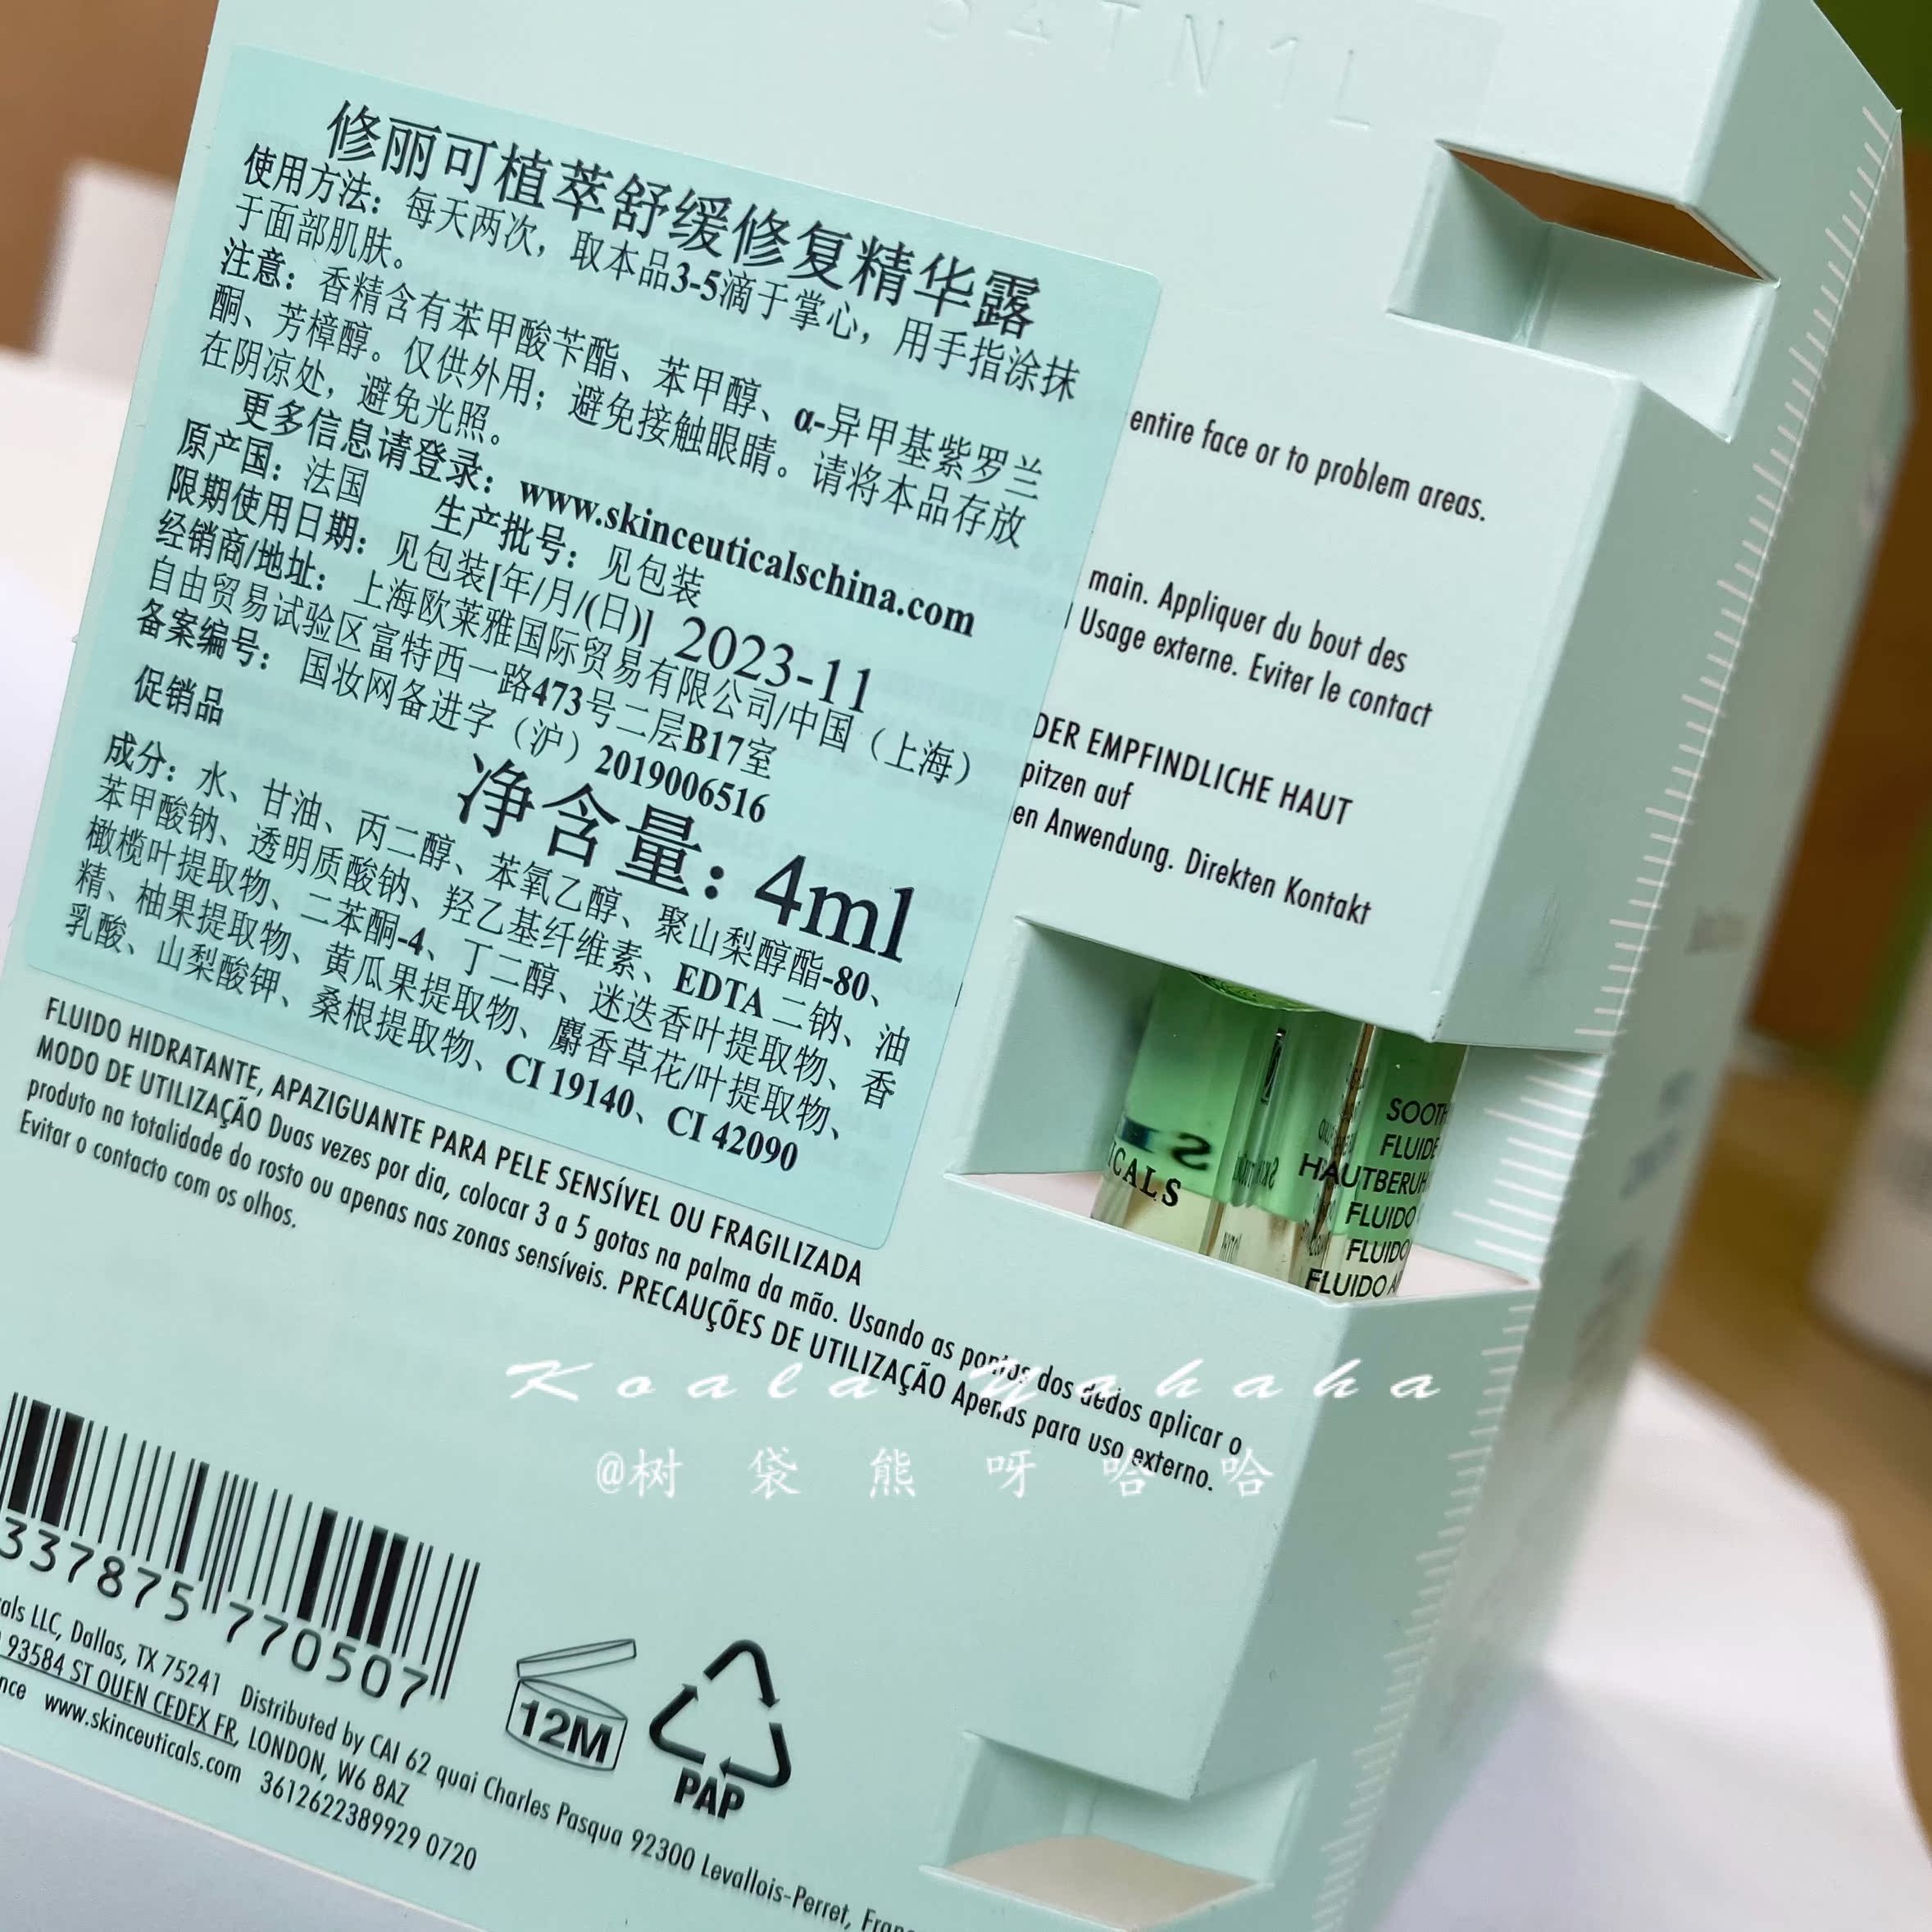 修丽可植萃舒缓修复精华露
使用方法：每天两次，取本品3-5滴于掌心，用手指涂抹
于面部肌肤。
注意：香精含有苯甲酸苄酯、苯甲醇、α-异甲基紫罗兰
酮、芳樟醇。仅供外用；避免接触眼睛。请将本品存放
在阴凉处，避免光照。
更多信息请登录：www.skinceuticalschina.com
原产国：法国 生产批号：见包装
限期使用日期：见包装[年/月/(日)] 2023-11
经销商/地址：上海欧莱雅国际贸易有限公司/中国（上海）
自由贸易试验区富特西一路473号二层B17室
备案编号：国妆网备进字（沪）2019006516
促销品
净含量：4ml
成分：水、甘油、丙二醇、苯氧乙醇、聚山梨醇酯-80、
苯甲酸钠、透明质酸钠、羟乙基纤维素、EDTA 二钠、油
橄榄叶提取物、二苯酮-4、丁二醇、迷迭香叶提取物、香
精、柚果提取物、黄瓜果提取物、麝香草花/叶提取物、
乳酸、山梨酸钾、桑根提取物、CI 19140、CI 42090
entire face or to problem areas.
main. Appliquer du bout des
Usage externe. Eviter le contact
DER EMPFINDLICHE HAUT
pitzen auf
en Anwendung. Direkten Kontakt
FLUIDO HIDRATANTE, APAZIGUANTE PARA PELE SENSÍVEL OU FRAGILIZADA
MODO DE UTILIZAÇÃO Duas vezes por dia, colocar 3 a 5 gotas na palma da mão. Usando as pontas dos dedos aplicar o
produto na totalidade do rosto ou apenas nas zonas sensíveis. PRECAUÇÕES DE UTILIZAÇÃO Apenas para uso externo.
Evitar o contacto com os olhos.
ICALS
SOOTH
FLUIDE
HAUTBERUH
FLUIDO
FLUIDO
FLUIDO A
Koala Yahaha
@树袋熊呀哈哈
337875 770507
12M
PAP
als LLC, Dallas, TX 75241 Distributed by CAI 62 quai Charles Pasqua 92300 Levallois-Perret, Franc
93584 ST OUEN CEDEX FR, LONDON, W6 8AZ
nce www.skinceuticals.com 3612622389929 0720